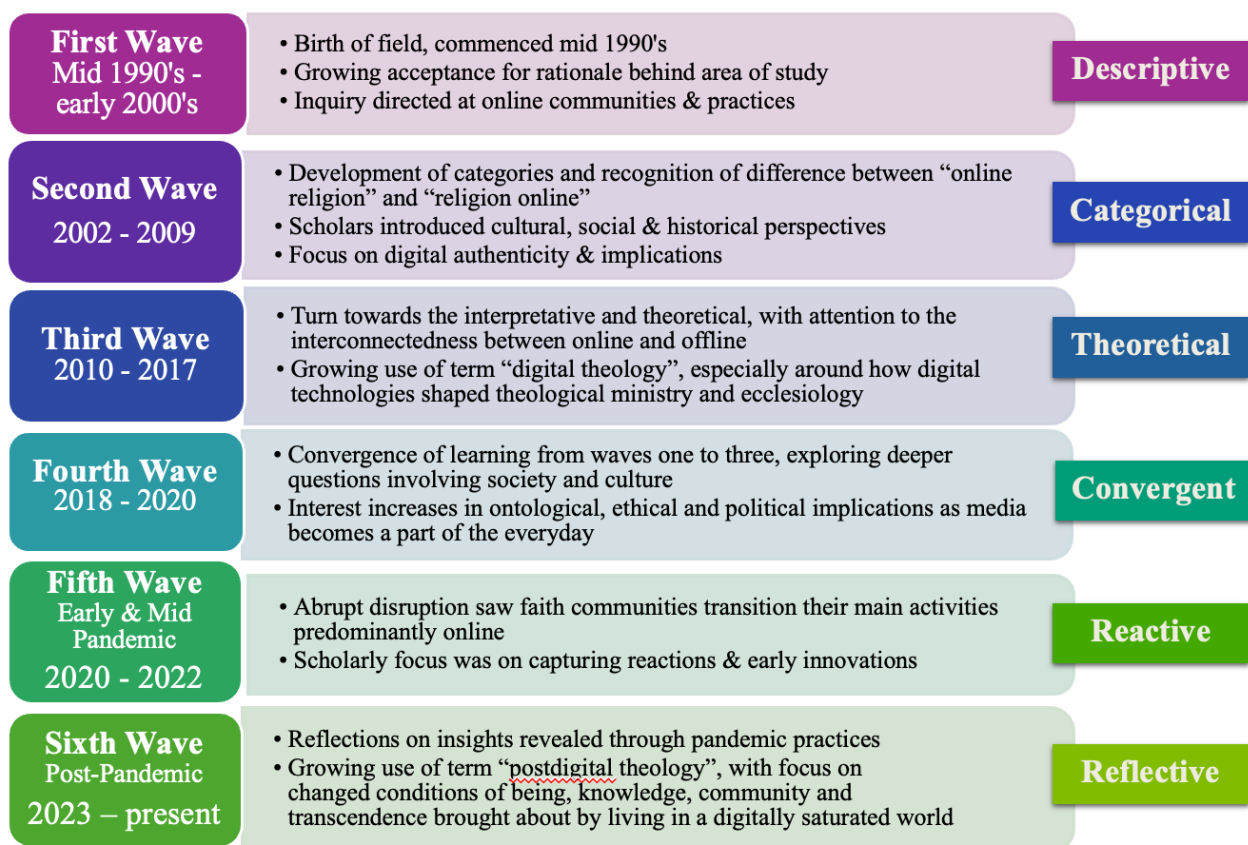 First Wave
Mid 1990's -
early 2000's
• Birth of field, commenced mid 1990's
• Growing acceptance for rationale behind area of study
• Inquiry directed at online communities & practices
Descriptive
Second Wave
2002 - 2009
• Development of categories and recognition of difference between “online
religion” and “religion online”
• Scholars introduced cultural, social & historical perspectives
• Focus on digital authenticity & implications
Categorical
Third Wave
2010 - 2017
• Turn towards the interpretative and theoretical, with attention to the
interconnectedness between online and offline
• Growing use of term “digital theology”, especially around how digital
technologies shaped theological ministry and ecclesiology
Theoretical
Fourth Wave
2018 - 2020
• Convergence of learning from waves one to three, exploring deeper
questions involving society and culture
• Interest increases in ontological, ethical and political implications as media
becomes a part of the everyday
Convergent
Fifth Wave
Early & Mid
Pandemic
2020 - 2022
• Abrupt disruption saw faith communities transition their main activities
predominantly online
• Scholarly focus was on capturing reactions & early innovations
Reactive
Sixth Wave
Post-Pandemic
2023 – present
• Reflections on insights revealed through pandemic practices
• Growing use of term “postdigital theology”, with focus on
changed conditions of being, knowledge, community and
transcendence brought about by living in a digitally saturated world
Reflective